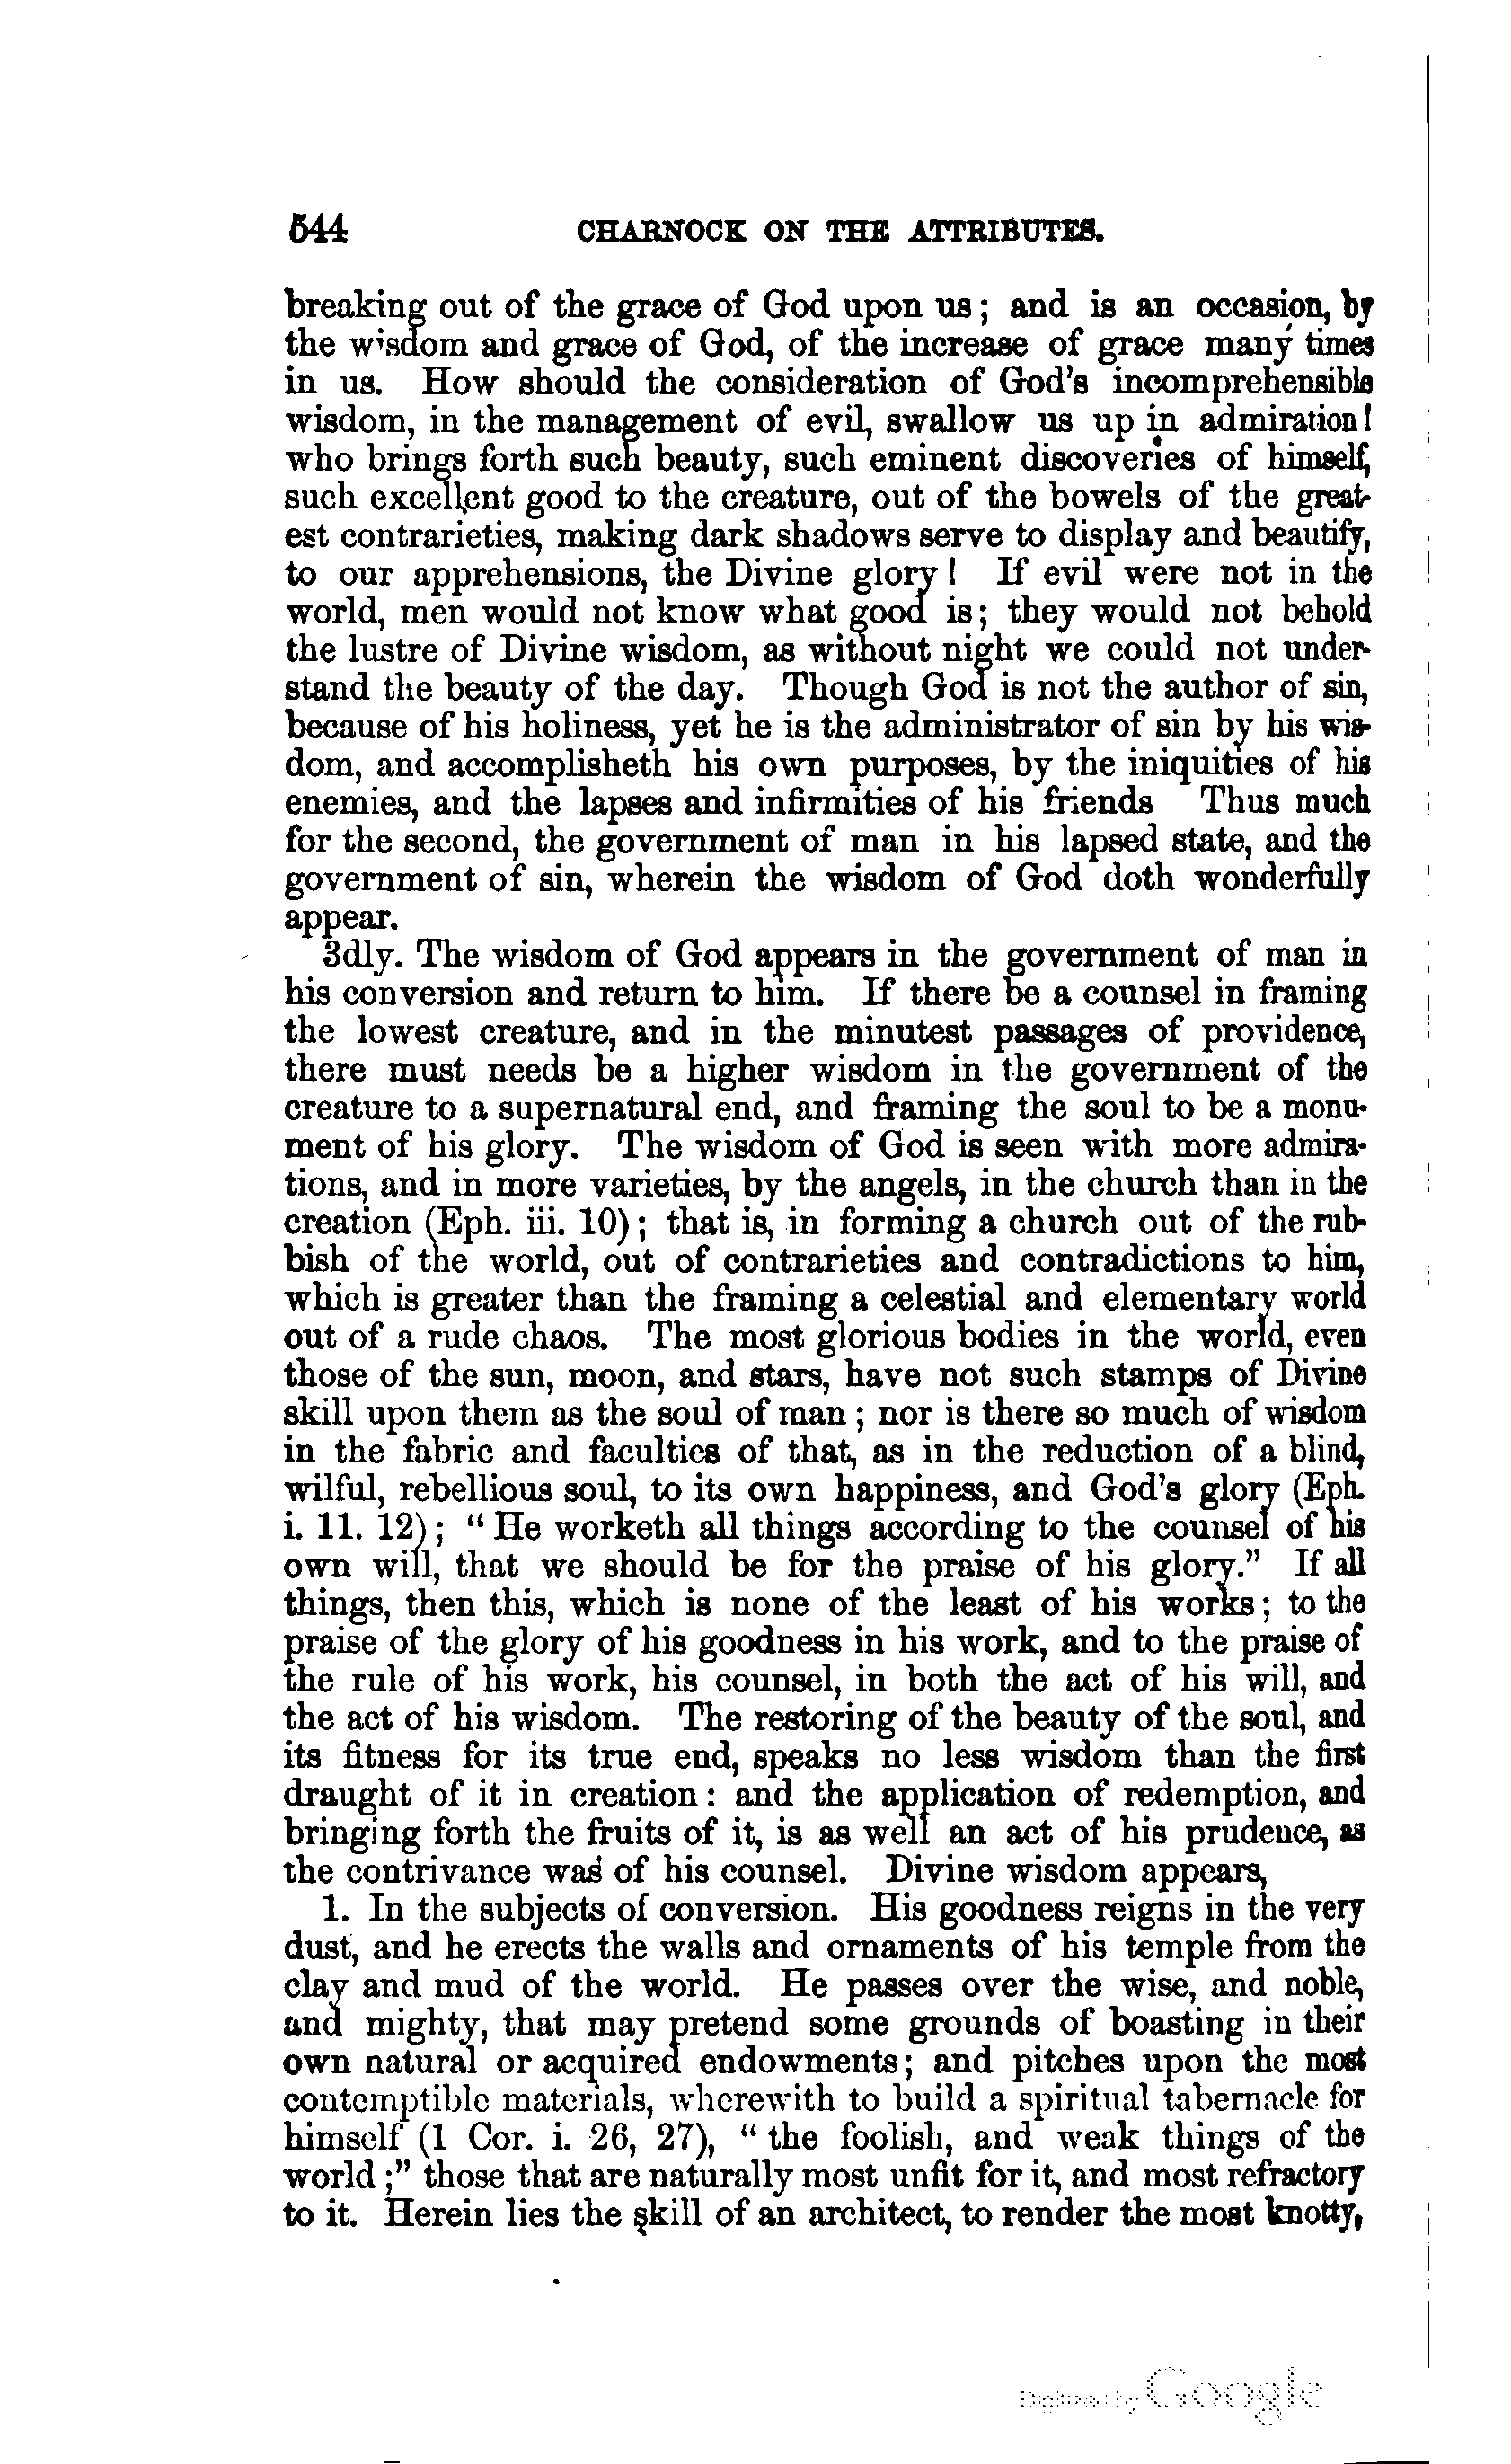 544 CHARNOCK ON THE ATTRIBUTES.
breaking out of the grace of God upon us; and is an occasion, by
the wisdom and grace of God, of the increase of grace many times
in us. How should the consideration of God's incomprehensible
wisdom, in the management of evil, swallow us up in admiration!
who brings forth such beauty, such eminent discoveries of himself,
such excellent good to the creature, out of the bowels of the great-
est contrarieties, making dark shadows serve to display and beautify,
to our apprehensions, the Divine glory! If evil were not in the
world, men would not know what good is; they would not behold
the lustre of Divine wisdom, as without night we could not under-
stand the beauty of the day. Though God is not the author of sin,
because of his holiness, yet he is the administrator of sin by his wis-
dom, and accomplisheth his own purposes, by the iniquities of his
enemies, and the lapses and infirmities of his friends Thus much
for the second, the government of man in his lapsed state, and the
government of sin, wherein the wisdom of God doth wonderfully
appear.
3dly. The wisdom of God appears in the government of man in
his conversion and return to him. If there be a counsel in framing
the lowest creature, and in the minutest passages of providence,
there must needs be a higher wisdom in the government of the
creature to a supernatural end, and framing the soul to be a monu-
ment of his glory. The wisdom of God is seen with more admira-
tions, and in more varieties, by the angels, in the church than in the
creation (Eph. iii. 10); that is, in forming a church out of the rub-
bish of the world, out of contrarieties and contradictions to him,
which is greater than the framing a celestial and elementary world
out of a rude chaos. The most glorious bodies in the world, even
those of the sun, moon, and stars, have not such stamps of Divine
skill upon them as the soul of man; nor is there so much of wisdom
in the fabric and faculties of that, as in the reduction of a blind,
wilful, rebellious soul, to its own happiness, and God's glory (Eph.
i. 11. 12); "He worketh all things according to the counsel of his
own will, that we should be for the praise of his glory." If all
things, then this, which is none of the least of his works; to the
praise of the glory of his goodness in his work, and to the praise of
the rule of his work, his counsel, in both the act of his will, and
the act of his wisdom. The restoring of the beauty of the soul, and
its fitness for its true end, speaks no less wisdom than the first
draught of it in creation: and the application of redemption, and
bringing forth the fruits of it, is as well an act of his prudence, as
the contrivance was of his counsel. Divine wisdom appears,
1. In the subjects of conversion. His goodness reigns in the very
dust, and he erects the walls and ornaments of his temple from the
clay and mud of the world. He passes over the wise, and noble,
and mighty, that may pretend some grounds of boasting in their
own natural or acquired endowments; and pitches upon the most
contemptible materials, wherewith to build a spiritual tabernacle for
himself (1 Cor. i. 26, 27), "the foolish, and weak things of the
world;" those that are naturally most unfit for it, and most refractory
to it. Herein lies the skill of an architect, to render the most knotty,
Digitized by Google